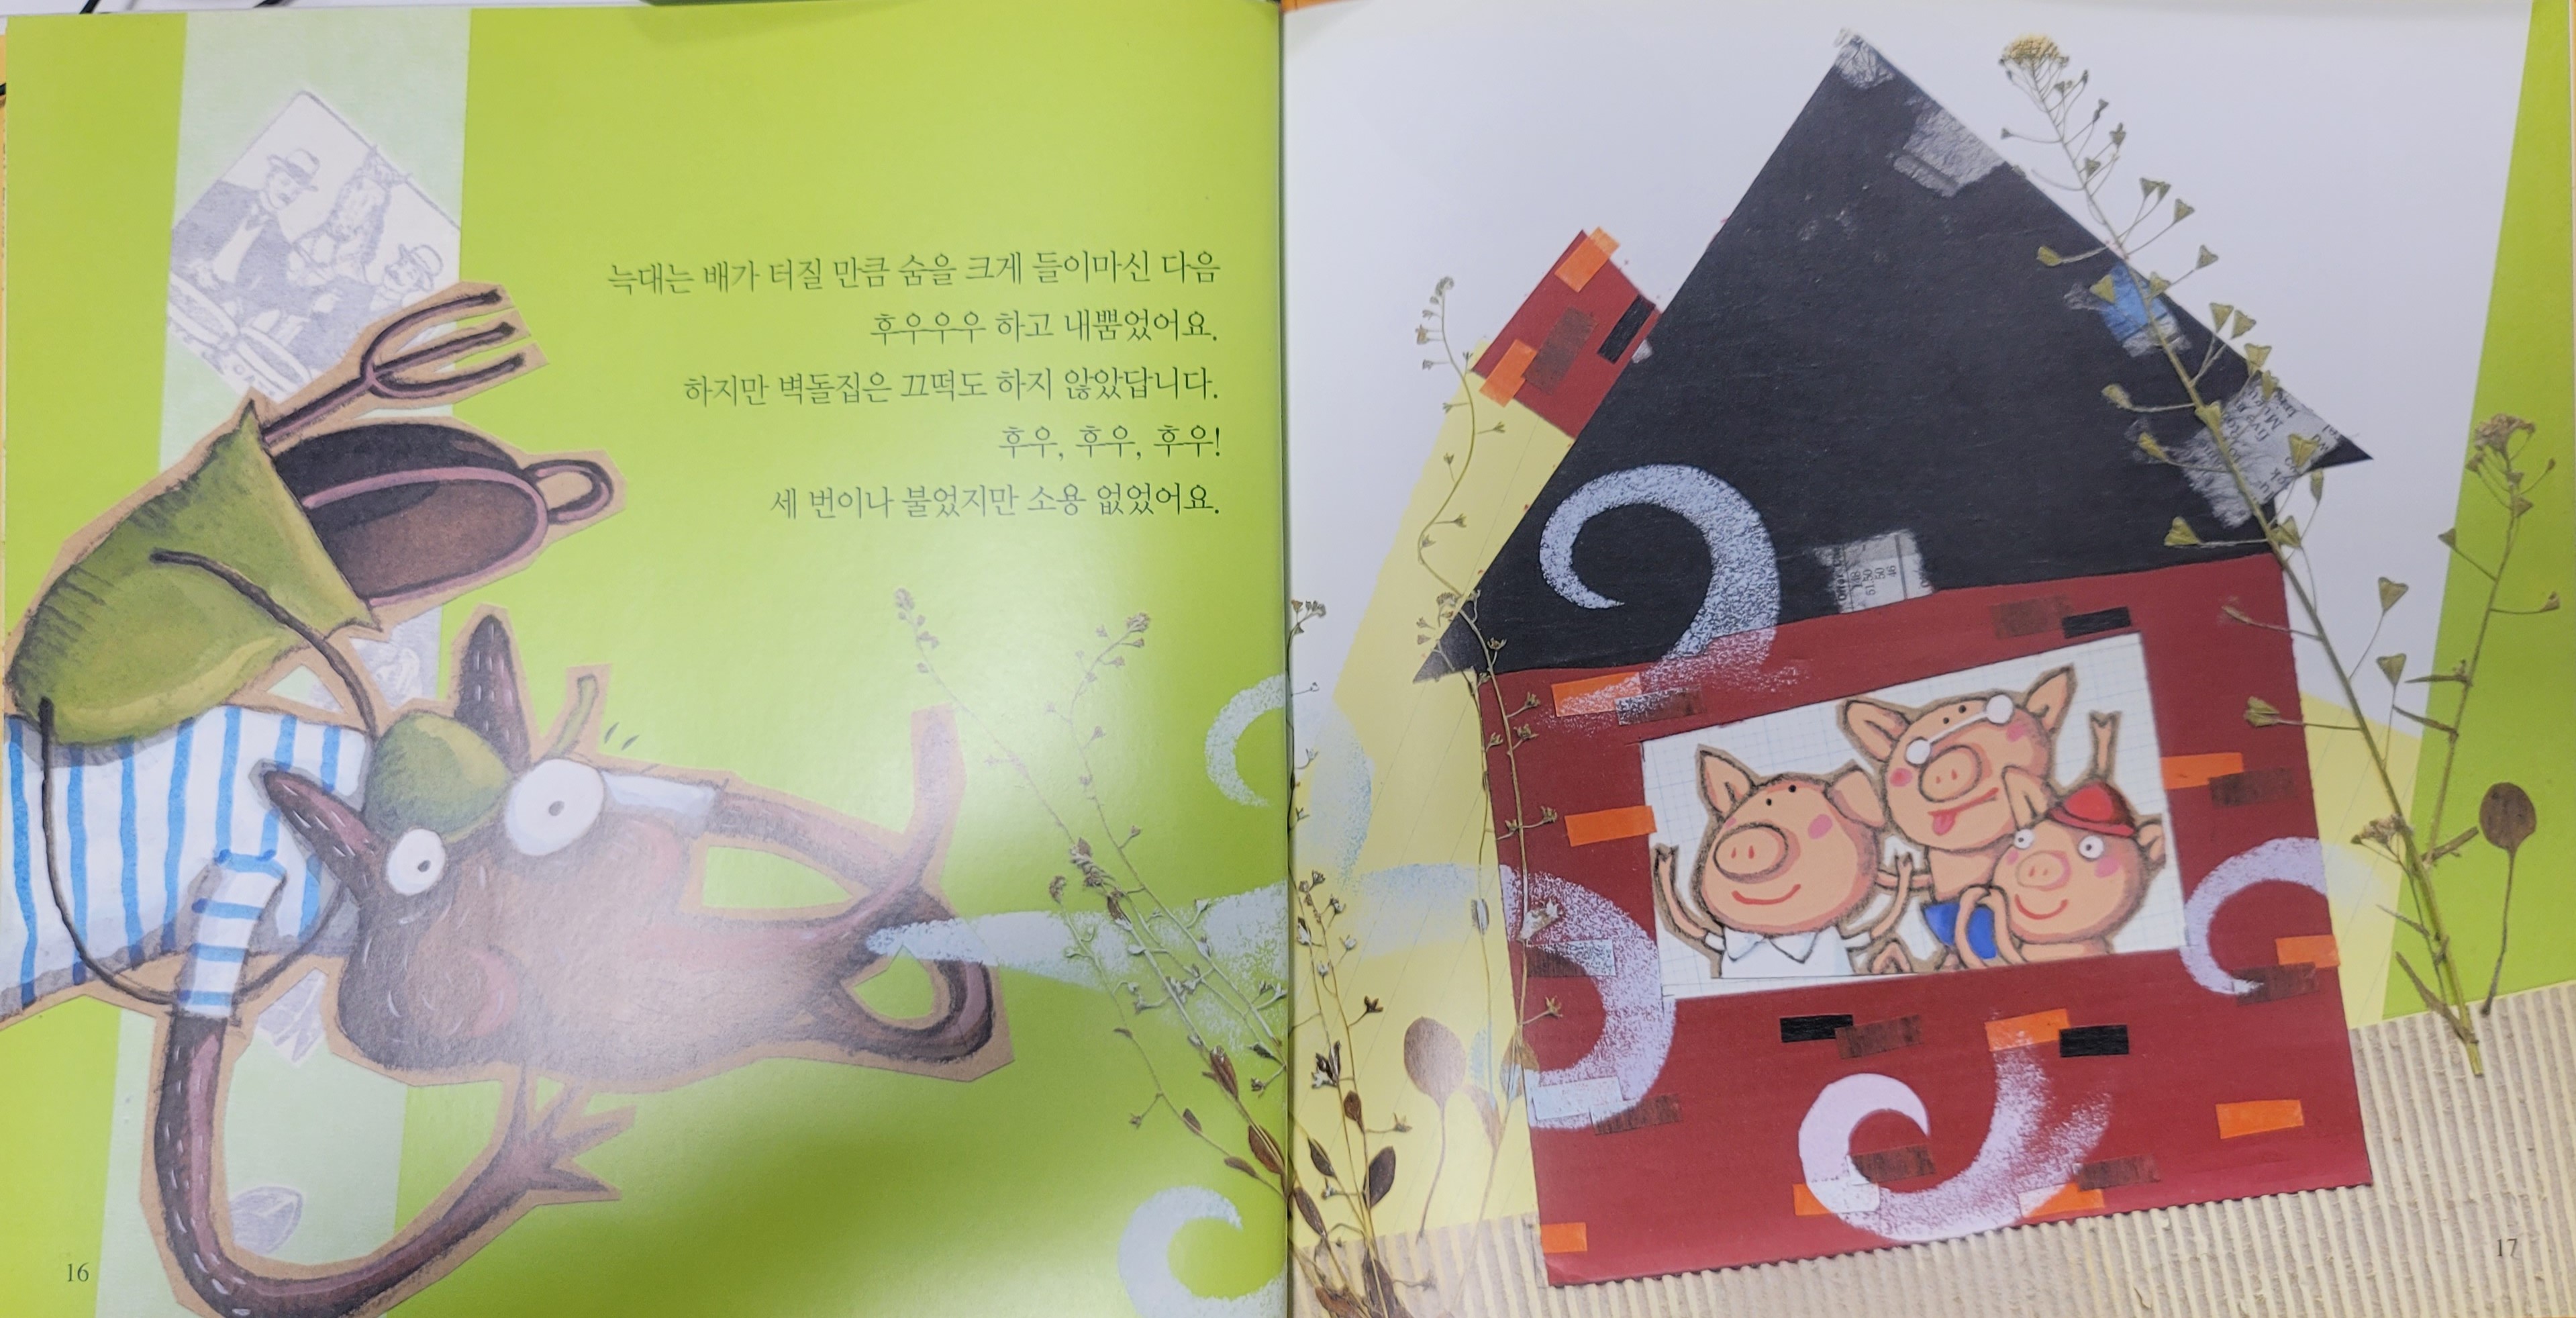 늑대는 배가 터질 만큼 숨을 크게 들이마신 다음
후우우우 하고 내뿜었어요.
하지만 벽돌집은 끄떡도 하지 않았답니다.
후우, 후우, 후우!
세 번이나 불었지만 소용 없었어요.
16
17